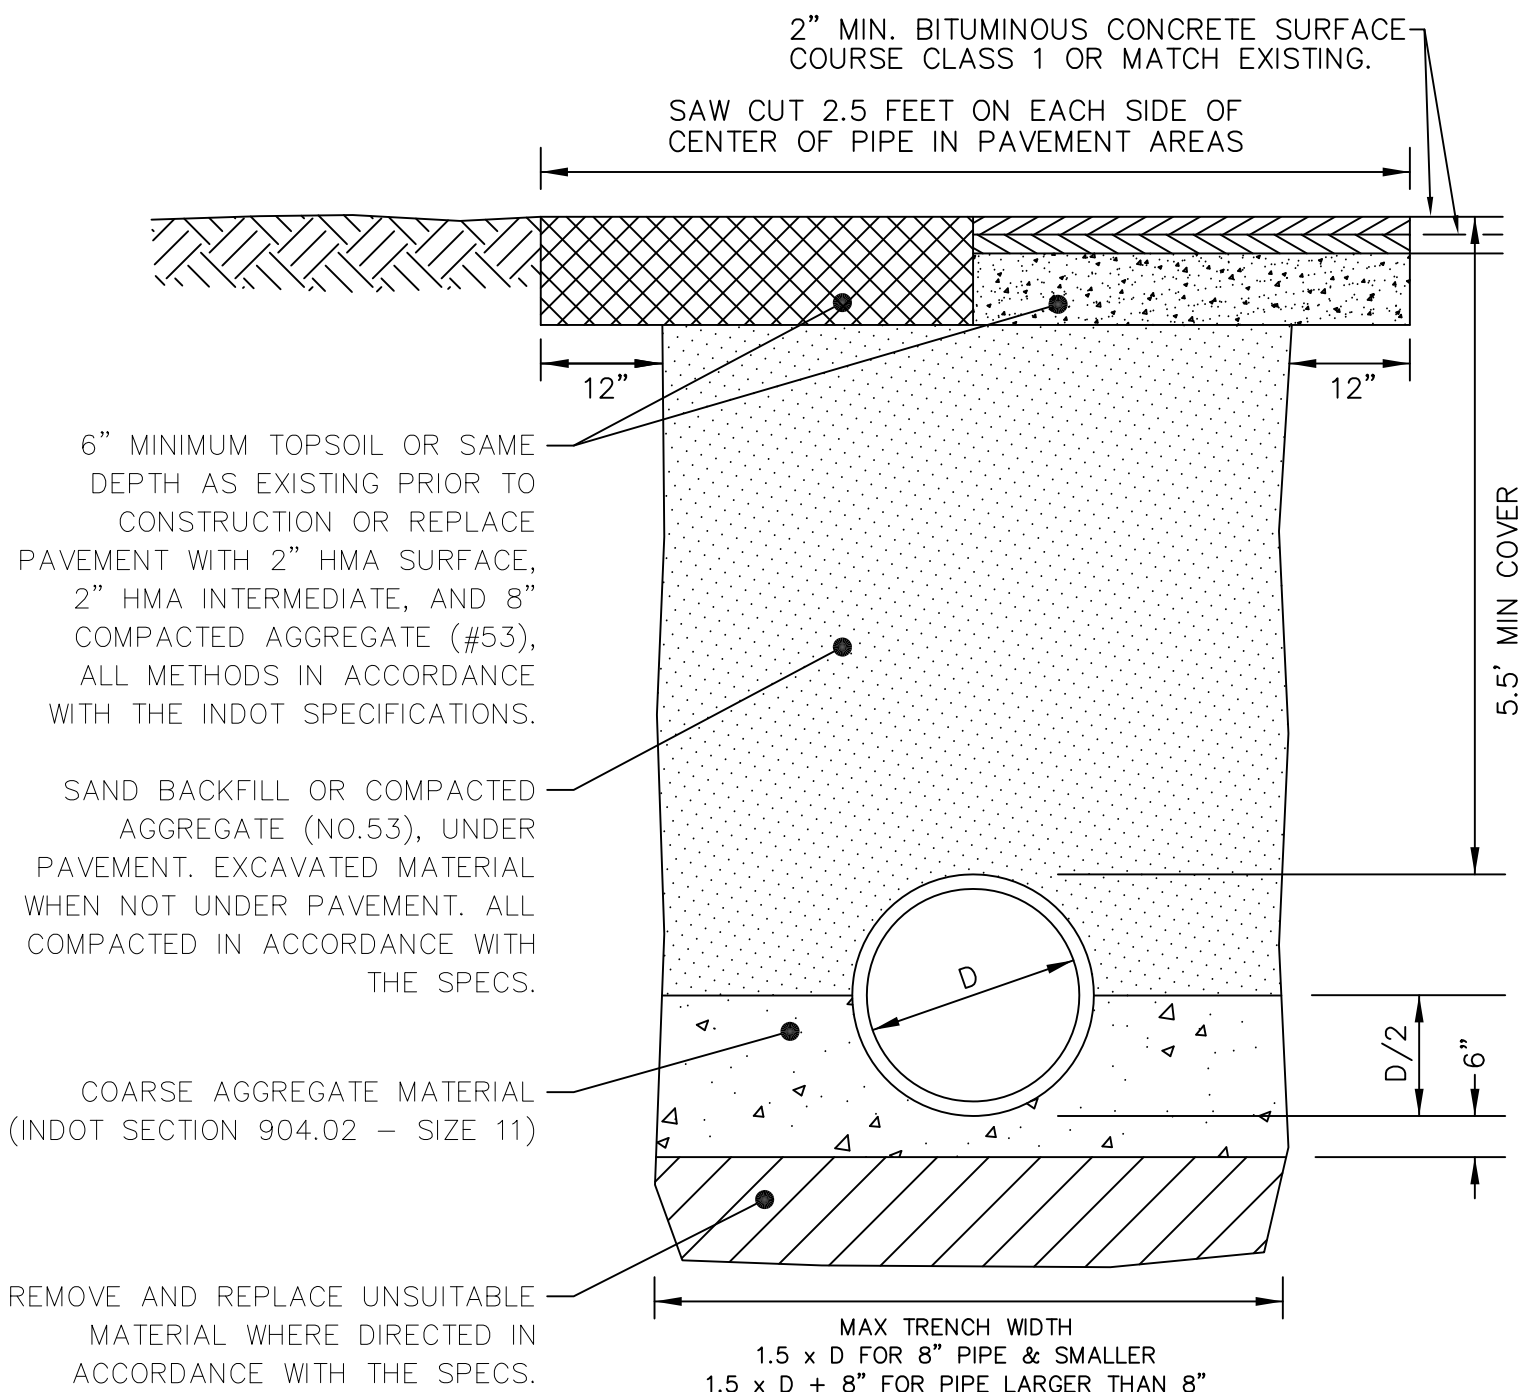 2” MIN. BITUMINOUS CONCRETE SURFACE
COURSE CLASS 1 OR MATCH EXISTING.
SAW CUT 2.5 FEET ON EACH SIDE OF
CENTER OF PIPE IN PAVEMENT AREAS
12”
12”
6” MINIMUM TOPSOIL OR SAME
DEPTH AS EXISTING PRIOR TO
CONSTRUCTION OR REPLACE
PAVEMENT WITH 2” HMA SURFACE,
2” HMA INTERMEDIATE, AND 8”
COMPACTED AGGREGATE (#53),
ALL METHODS IN ACCORDANCE
WITH THE INDOT SPECIFICATIONS.
5.5’ MIN COVER
SAND BACKFILL OR COMPACTED
AGGREGATE (NO.53), UNDER
PAVEMENT. EXCAVATED MATERIAL
WHEN NOT UNDER PAVEMENT. ALL
COMPACTED IN ACCORDANCE WITH
THE SPECS.
D
D/2
6”
COARSE AGGREGATE MATERIAL
(INDOT SECTION 904.02 – SIZE 11)
REMOVE AND REPLACE UNSUITABLE
MATERIAL WHERE DIRECTED IN
ACCORDANCE WITH THE SPECS.
MAX TRENCH WIDTH
1.5 x D FOR 8” PIPE & SMALLER
1.5 x D + 8” FOR PIPE LARGER THAN 8”